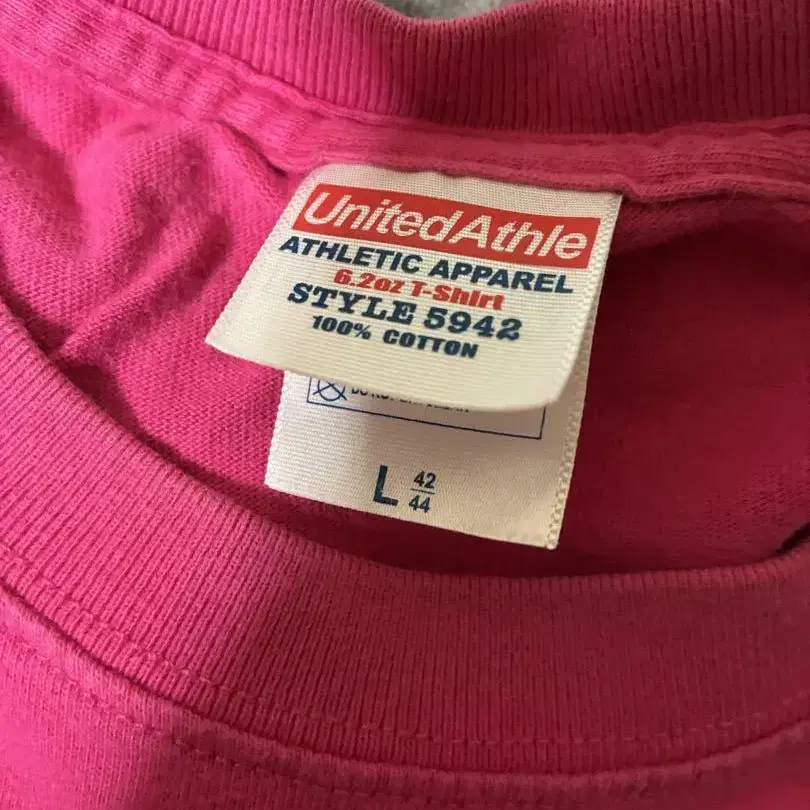 UnitedAthle
ATHLETIC APPAREL
6.2oz T-Shirt
STYLE 5942
100% COTTON
L 42/44